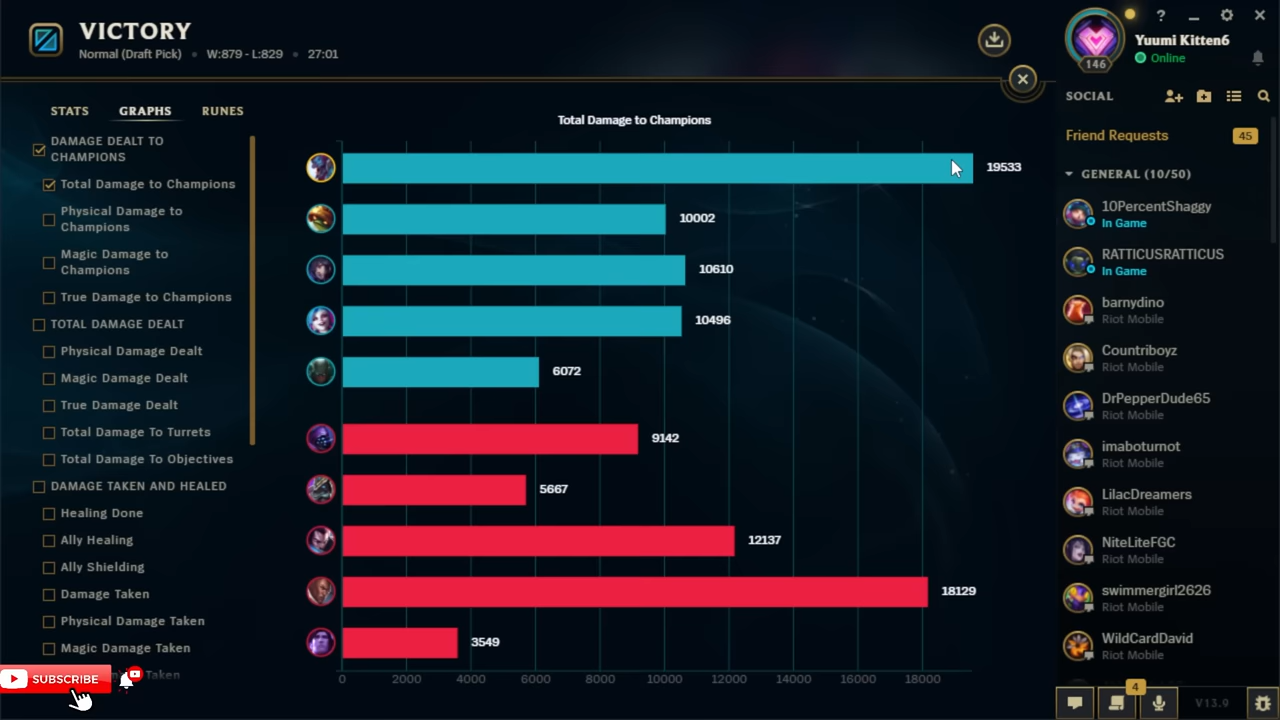 VICTORY
Normal (Draft Pick) • W:879 - L:829 • 27:01
?
146
Yuumi Kitten6
Online
STATS GRAPHS RUNES
DAMAGE DEALT TO
CHAMPIONS
Total Damage to Champions
Physical Damage to
Champions
Magic Damage to
Champions
True Damage to Champions
TOTAL DAMAGE DEALT
Physical Damage Dealt
Magic Damage Dealt
True Damage Dealt
Total Damage To Turrets
Total Damage To Objectives
DAMAGE TAKEN AND HEALED
Healing Done
Ally Healing
Ally Shielding
Damage Taken
Physical Damage Taken
Magic Damage Taken
Taken
SUBSCRIBE
Total Damage to Champions
19533
10002
10610
10496
6072
9142
5667
12137
18129
3549
0 2000 4000 6000 8000 10000 12000 14000 16000 18000
SOCIAL
Friend Requests 45
GENERAL (10/50)
10PercentShaggy
In Game
RATTICUSRATTICUS
In Game
barnydino
Riot Mobile
Countriboyz
Riot Mobile
DrPepperDude65
Riot Mobile
imaboturnot
Riot Mobile
LilacDreamers
Riot Mobile
NiteLiteFGC
Riot Mobile
swimmergirl2626
Riot Mobile
WildCardDavid
Riot Mobile
4
V13.9